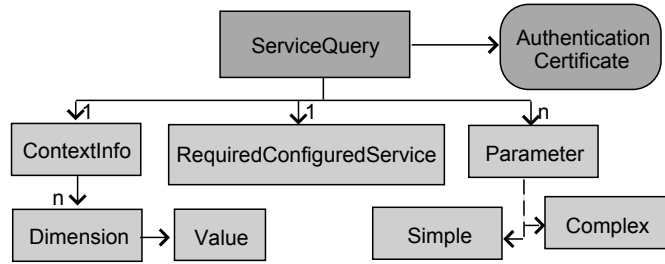 ServiceQuery
Authentication
Certificate
1
1
n
ContextInfo
RequiredConfiguredService
Parameter
n
Dimension
Value
Simple
Complex